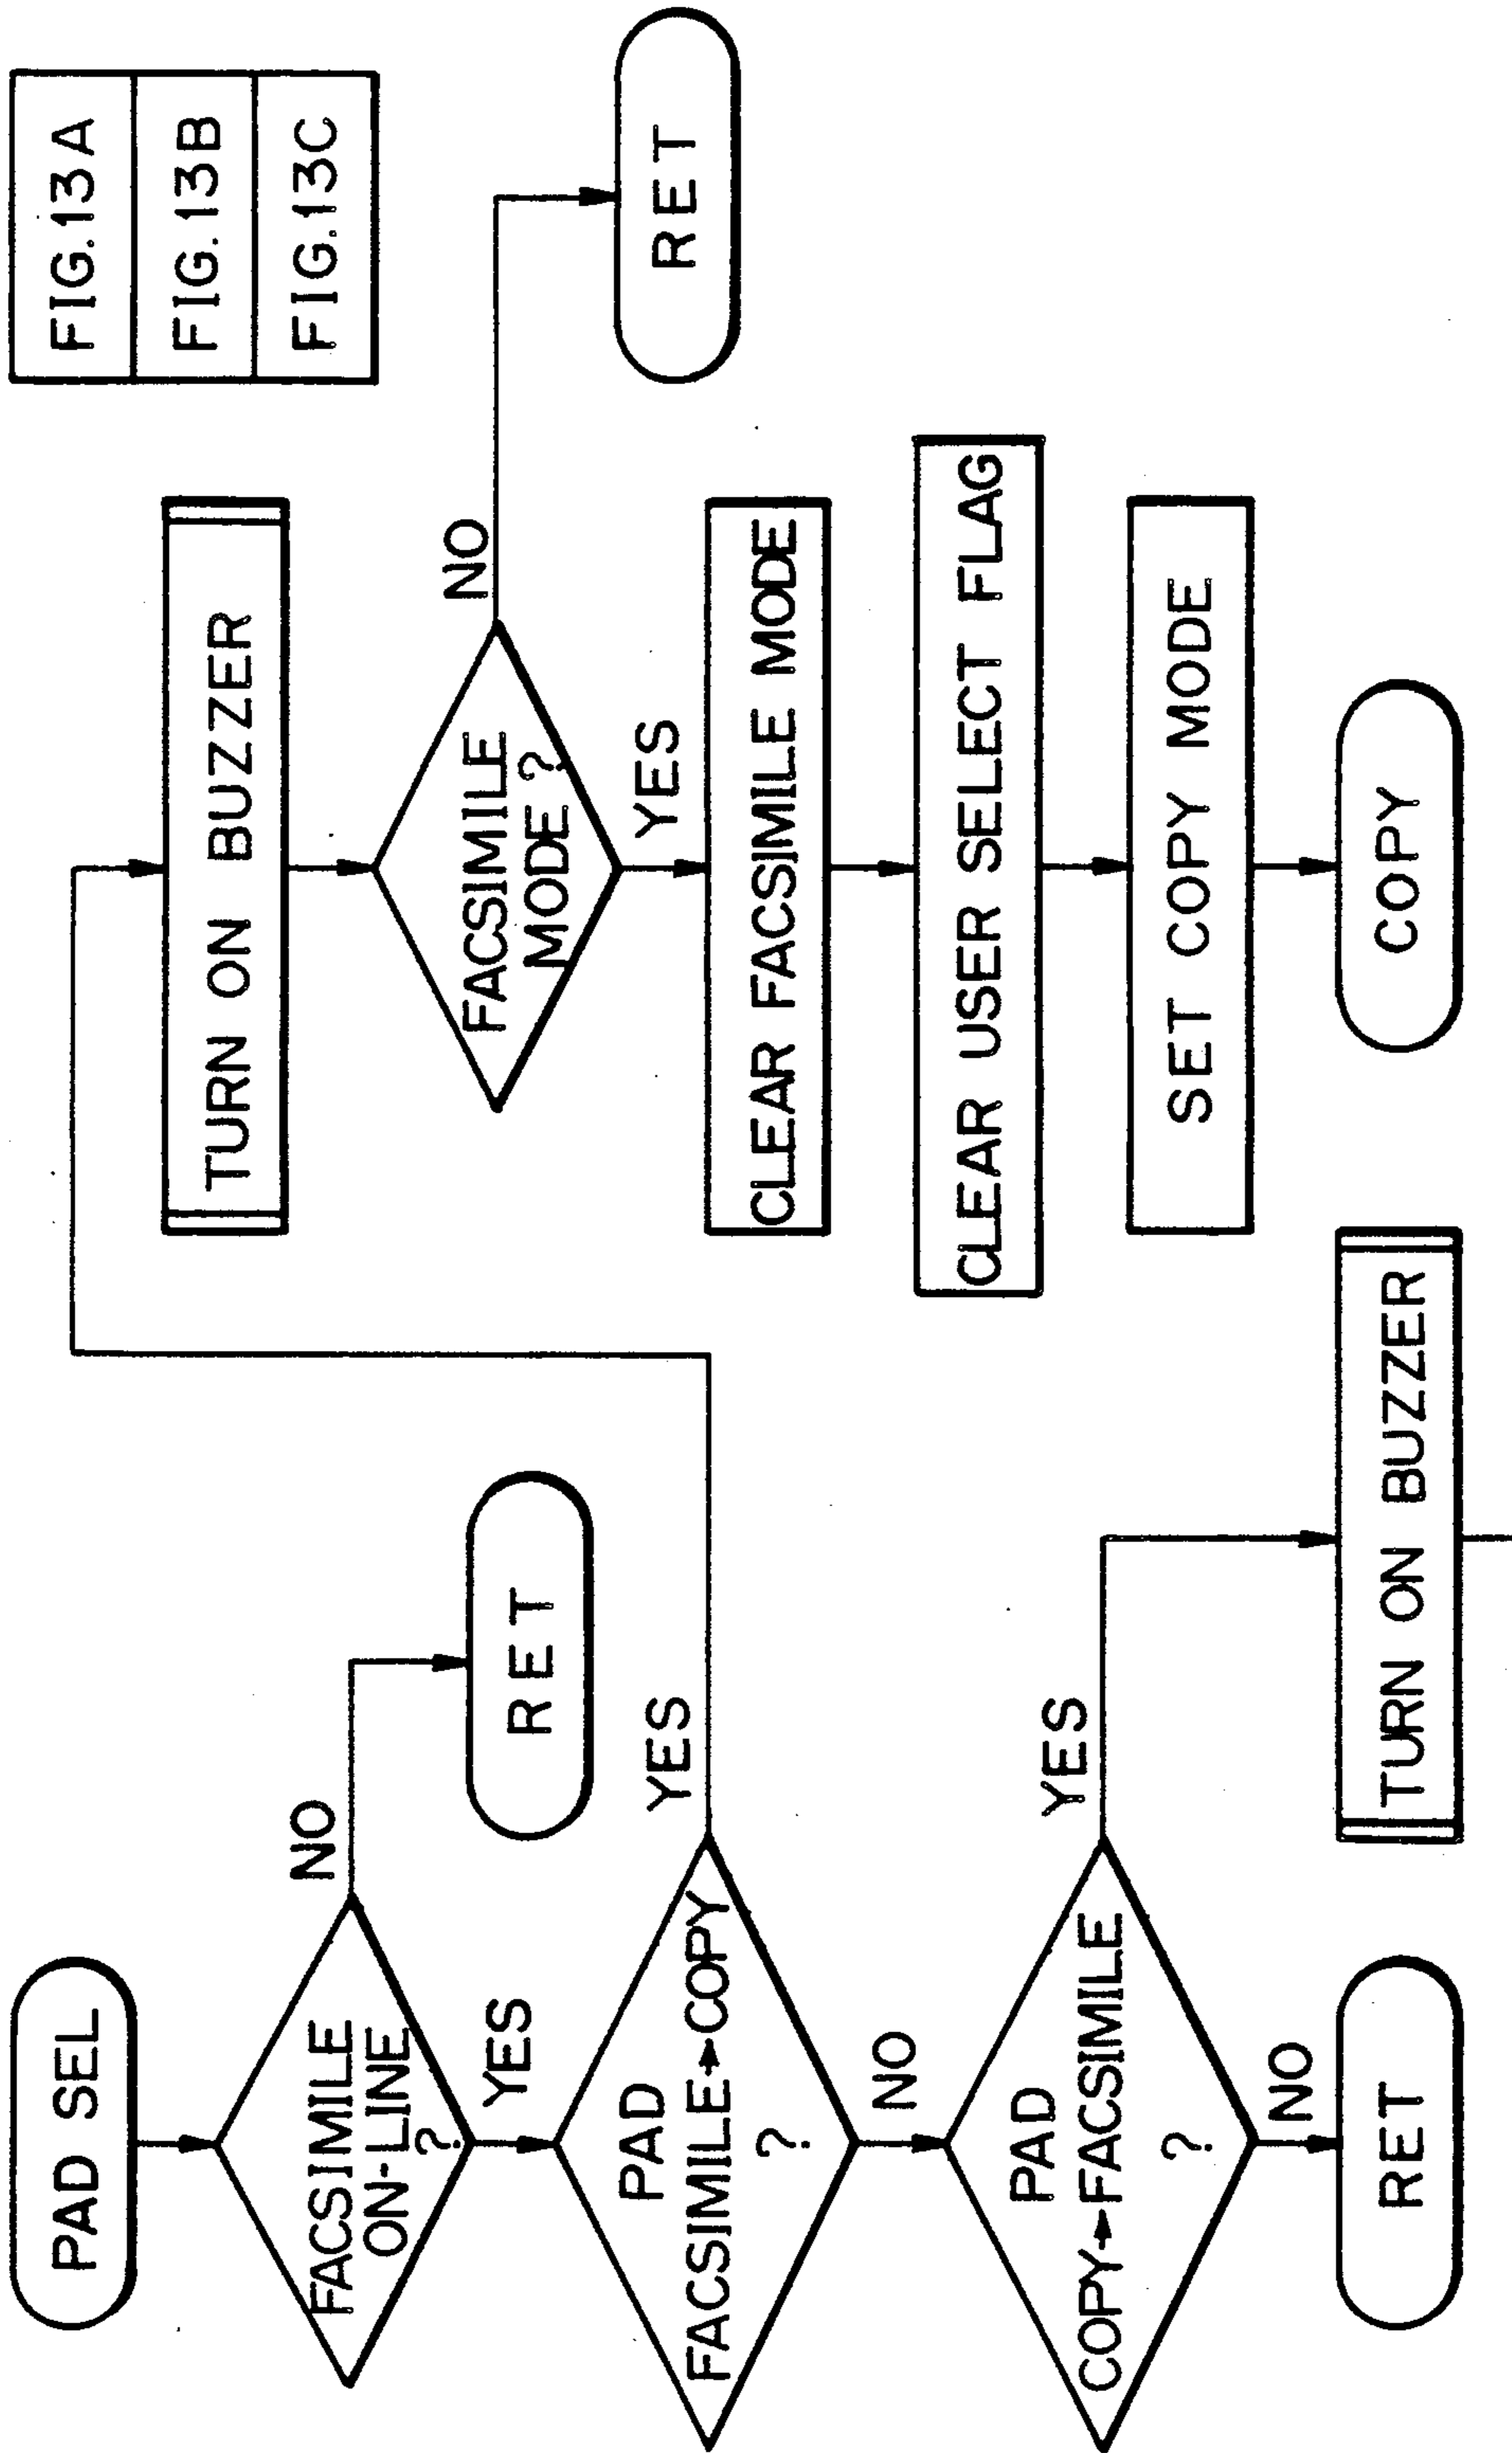 PAD SEL
FACSIMILE
ON-LINE
?
NO
RET
YES
PAD
FACSIMILE→COPY
?
YES
NO
PAD
COPY→FACSIMILE
?
YES
NO
RET
TURN ON BUZZER
TURN ON BUZZER
FACSIMILE
MODE ?
NO
RET
YES
CLEAR FACSIMILE MODE
CLEAR USER SELECT FLAG
SET COPY MODE
COPY
FIG.13A
FIG.13B
FIG.13C